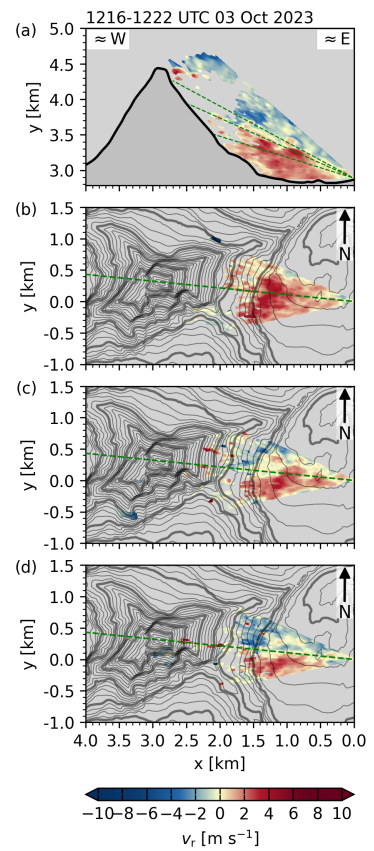 1216-1222 UTC 03 Oct 2023
(a)
≈ W
≈ E
5.0
4.5
4.0
3.5
3.0
y [km]
(b)
1.5
1.0
0.5
0.0
-0.5
-1.0
y [km]
N
(c)
1.5
1.0
0.5
0.0
-0.5
-1.0
y [km]
N
(d)
1.5
1.0
0.5
0.0
-0.5
-1.0
y [km]
N
4.0 3.5 3.0 2.5 2.0 1.5 1.0 0.5 0.0
x [km]
−10 −8 −6 −4 −2 0 2 4 6 8 10
vr [m s−1]